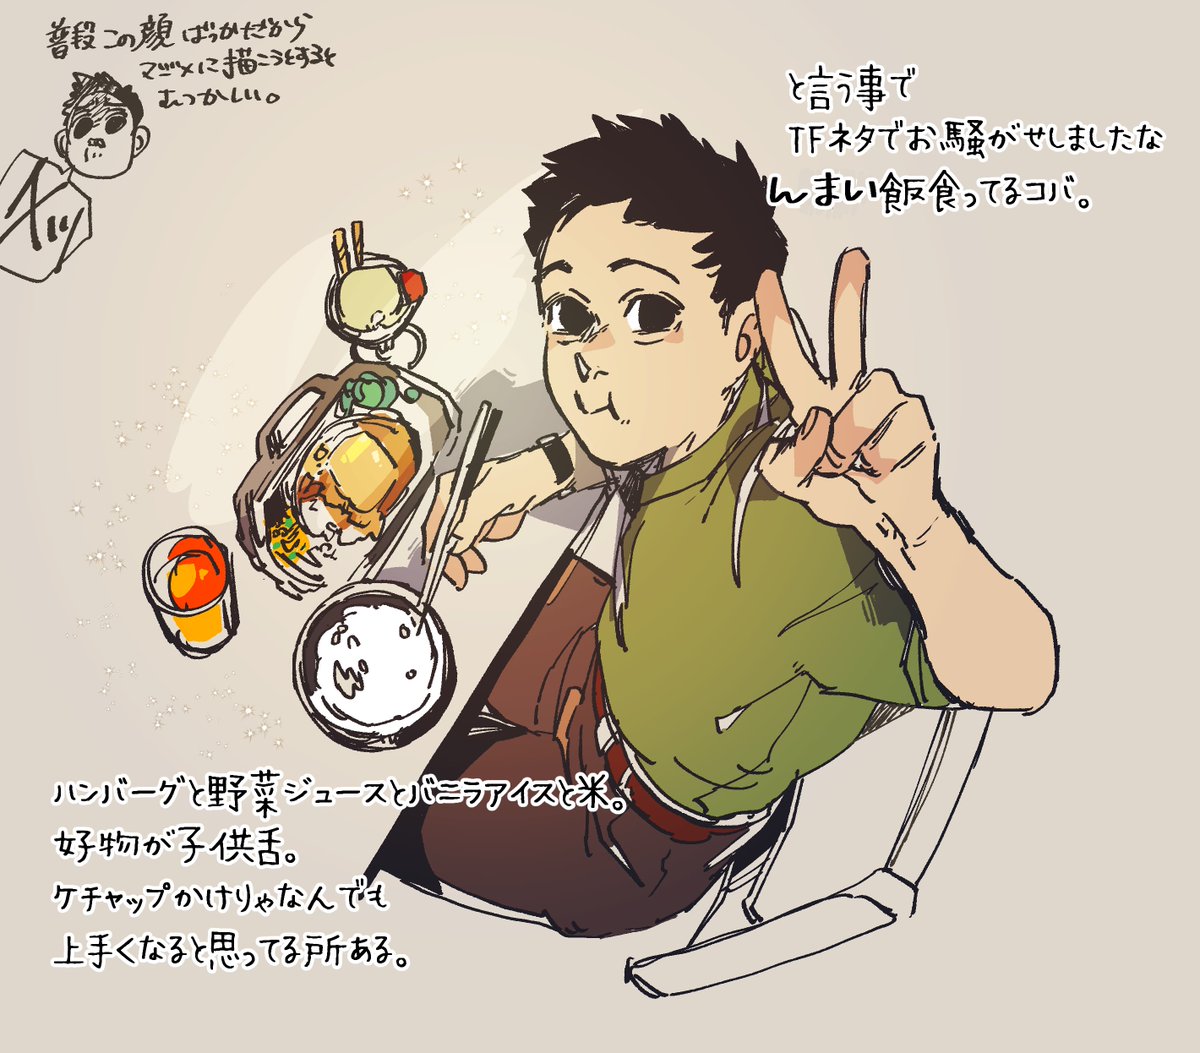 普段この顔ばっかだから
マジメに描こうとすると
むつかしい。
キッ
と言う事で
TFネタでお騒がせしましたな
んまい飯食ってるコバ。
ハンバーグと野菜ジュースとバニラアイスと米。
好物が子供舌。
ケチャップかけりゃなんでも
上手くなると思ってる所ある。